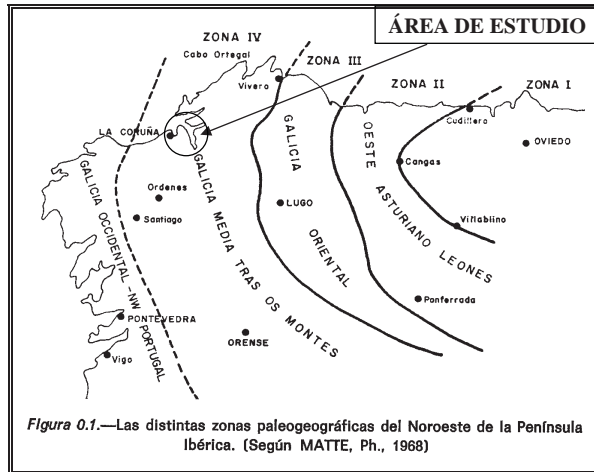 ÁREA DE ESTUDIO
ZONA IV
Cabo Ortegal
ZONA III
Vivero
ZONA II
ZONA I
Cudillero
LA CORUÑA
OVIEDO
Cangas
GALICIA OCCIDENTAL-NW PORTUGAL
Ordenes
Santiago
GALICIA MEDIA TRAS OS MONTES
GALICIA ORIENTAL
LUGO
OESTE ASTURIANO LEONES
Villablino
Ponferrada
PONTEVEDRA
ORENSE
Vigo
Figura 0.1.—Las distintas zonas paleogeográficas del Noroeste de la Península
Ibérica. (Según MATTE, Ph., 1968)